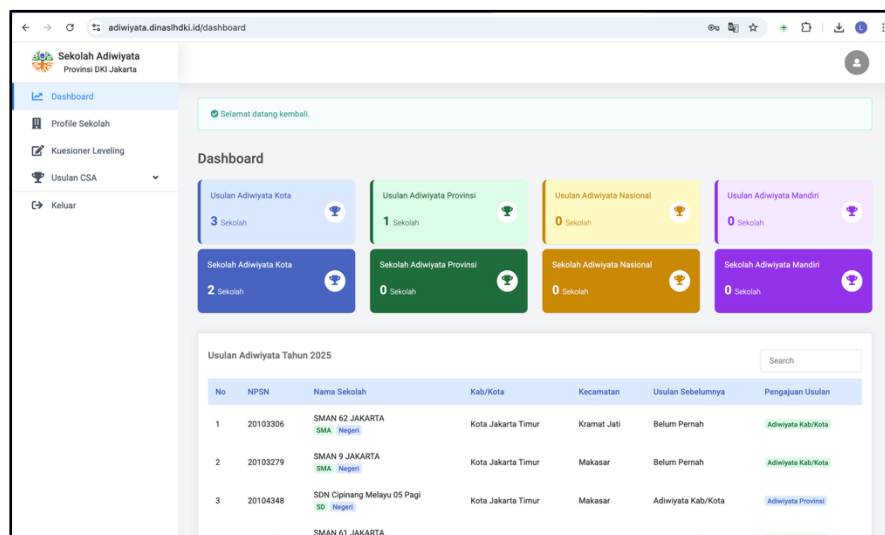 adiwiyata.dinaslhdki.id/dashboard
L
Sekolah Adiwiyata
Provinsi DKI Jakarta
Dashboard
Profile Sekolah
Kuesioner Leveling
Usulan CSA
Keluar
Selamat datang kembali.
Dashboard
Usulan Adiwiyata Kota
3 Sekolah
Usulan Adiwiyata Provinsi
1 Sekolah
Usulan Adiwiyata Nasional
0 Sekolah
Usulan Adiwiyata Mandiri
0 Sekolah
Sekolah Adiwiyata Kota
2 Sekolah
Sekolah Adiwiyata Provinsi
0 Sekolah
Sekolah Adiwiyata Nasional
0 Sekolah
Sekolah Adiwiyata Mandiri
0 Sekolah
Usulan Adiwiyata Tahun 2025
Search
No NPSN Nama Sekolah Kab/Kota Kecamatan Usulan Sebelumnya Pengajuan Usulan
1 20103306 SMAN 62 JAKARTA Kota Jakarta Timur Kramat Jati Belum Pernah Adiwiyata Kab/Kota
SMA Negeri
2 20103279 SMAN 9 JAKARTA Kota Jakarta Timur Makasar Belum Pernah Adiwiyata Kab/Kota
SMA Negeri
3 20104348 SDN Cipinang Melayu 05 Pagi Kota Jakarta Timur Makasar Adiwiyata Kab/Kota Adiwiyata Provinsi
SD Negeri
SMAN 61 JAKARTA